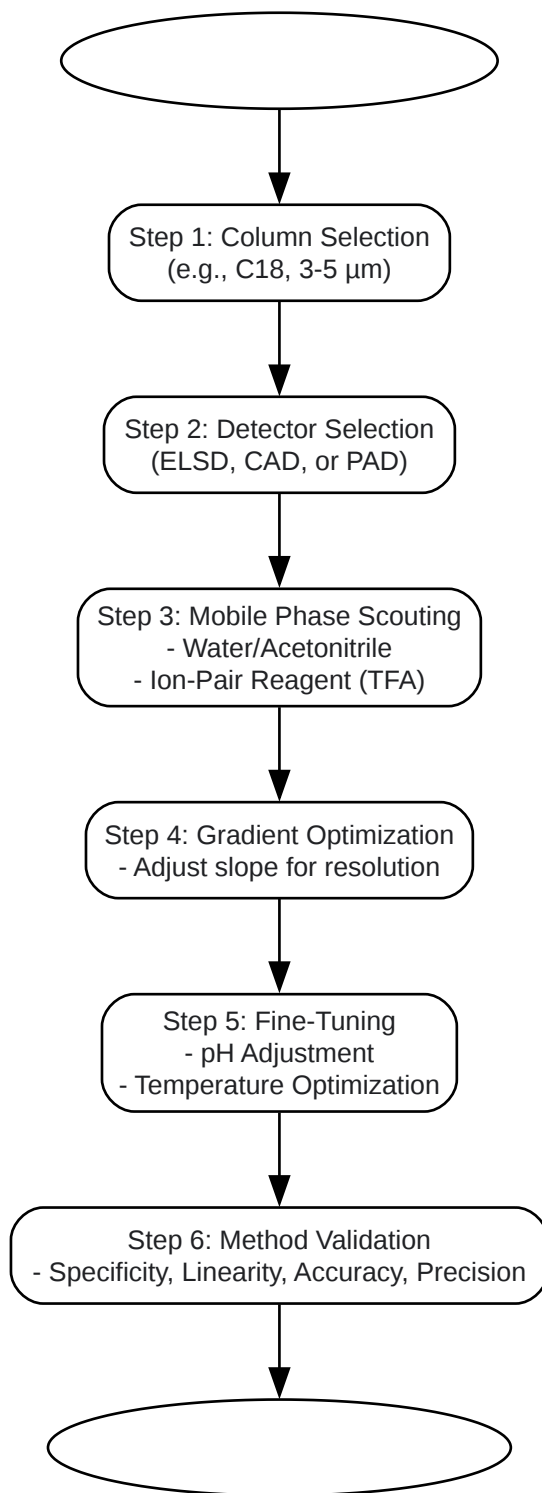 Step 1: Column Selection
(e.g., C18, 3-5 µm)
Step 2: Detector Selection
(ELSD, CAD, or PAD)
Step 3: Mobile Phase Scouting
- Water/Acetonitrile
- Ion-Pair Reagent (TFA)
Step 4: Gradient Optimization
- Adjust slope for resolution
Step 5: Fine-Tuning
- pH Adjustment
- Temperature Optimization
Step 6: Method Validation
- Specificity, Linearity, Accuracy, Precision